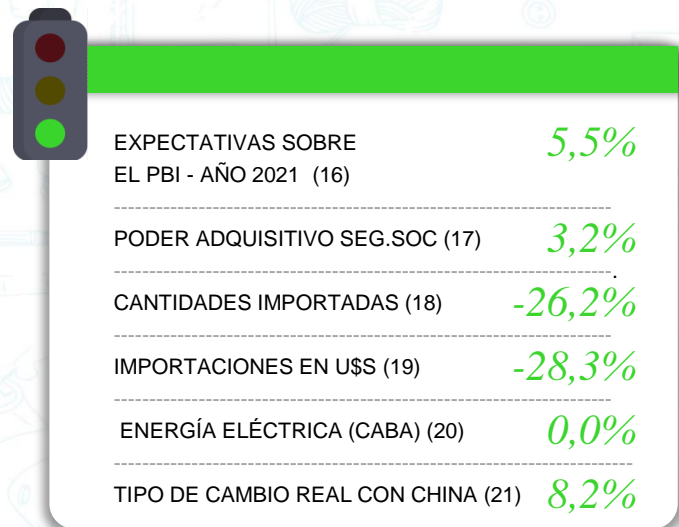 EXPECTATIVAS SOBRE 5,5%
EL PBI - AÑO 2021 (16)
PODER ADQUISITIVO SEG.SOC (17) 3,2%
CANTIDADES IMPORTADAS (18) -26,2%
IMPORTACIONES EN U$S (19) -28,3%
ENERGÍA ELÉCTRICA (CABA) (20) 0,0%
TIPO DE CAMBIO REAL CON CHINA (21) 8,2%